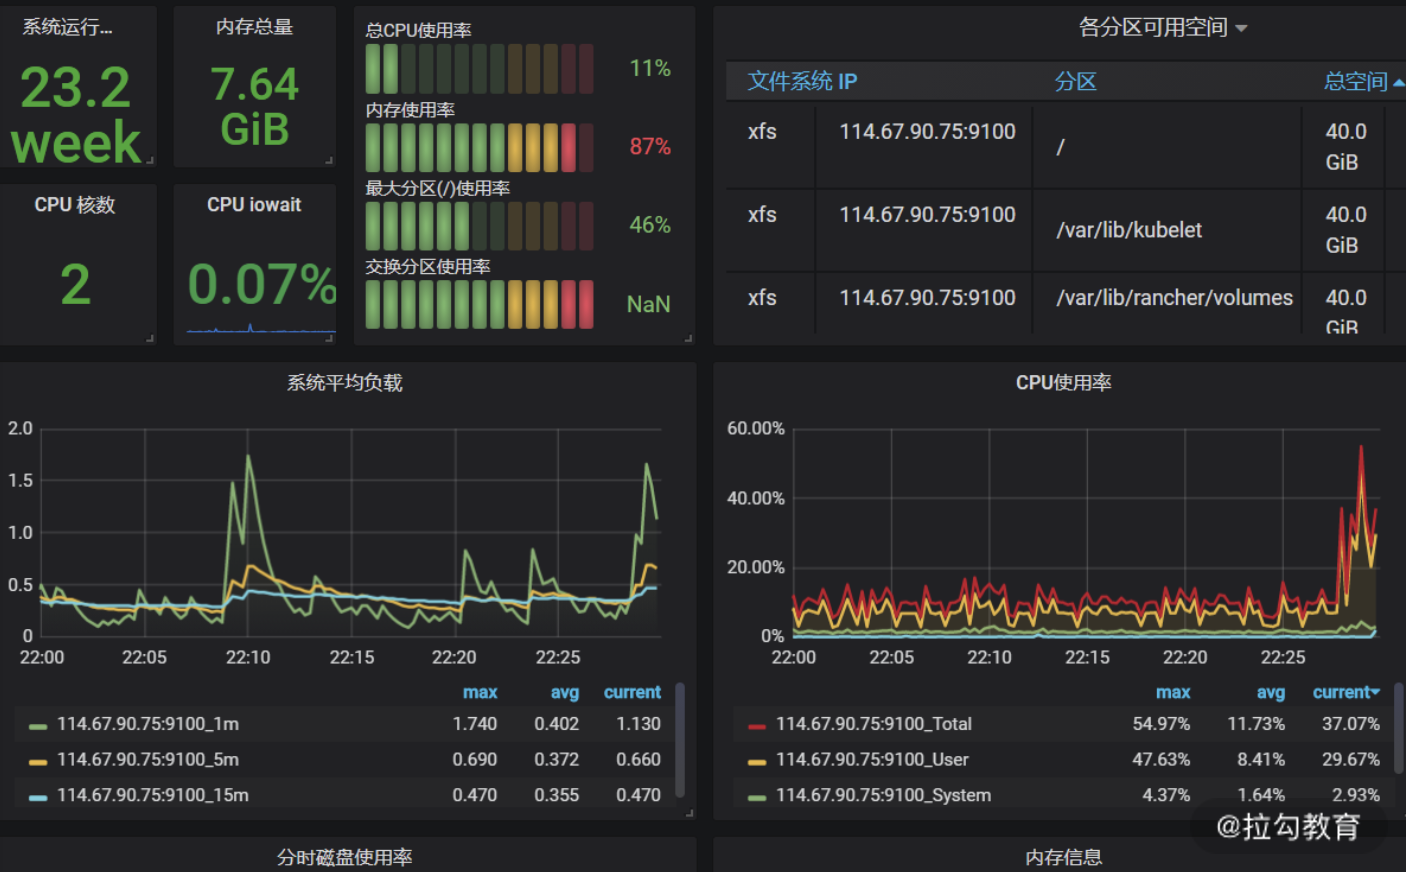 系统运行...
23.2
week
内存总量
7.64
GiB
CPU 核数
2
CPU iowait
0.07%
总CPU使用率
11%
内存使用率
87%
最大分区(/)使用率
46%
交换分区使用率
NaN
各分区可用空间
文件系统 IP 分区 总空间
xfs 114.67.90.75:9100 / 40.0 GiB
xfs 114.67.90.75:9100 /var/lib/kubelet 40.0 GiB
xfs 114.67.90.75:9100 /var/lib/rancher/volumes 40.0 GiB
系统平均负载
2.0
1.5
1.0
0.5
0
22:00 22:05 22:10 22:15 22:20 22:25
max avg current
114.67.90.75:9100_1m 1.740 0.402 1.130
114.67.90.75:9100_5m 0.690 0.372 0.660
114.67.90.75:9100_15m 0.470 0.355 0.470
CPU使用率
60.00%
40.00%
20.00%
0%
22:00 22:05 22:10 22:15 22:20 22:25
max avg current
114.67.90.75:9100_Total 54.97% 11.73% 37.07%
114.67.90.75:9100_User 47.63% 8.41% 29.67%
114.67.90.75:9100_System 4.37% 1.64% 2.93%
@拉勾教育
分时磁盘使用率
内存信息